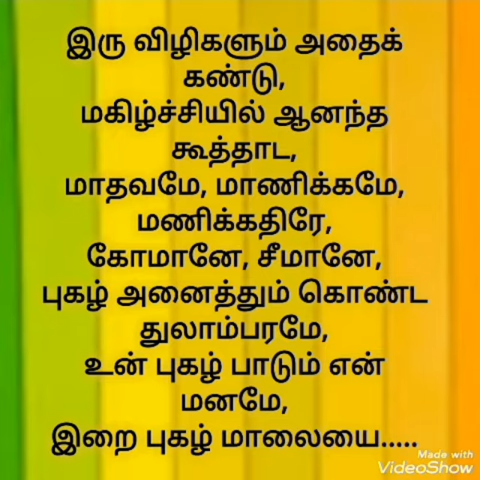 இரு விழிகளும் அதைக்
கண்டு,
மகிழ்ச்சியில் ஆனந்த
கூத்தாட,
மாதவமே, மாணிக்கமே,
மணிக்கதிரே,
கோமானே, சீமானே,
புகழ் அனைத்தும் கொண்ட
துலாம்பரமே,
உன் புகழ் பாடும் என்
மனமே,
இறை புகழ் மாலையை.....
Made with
VideoShow